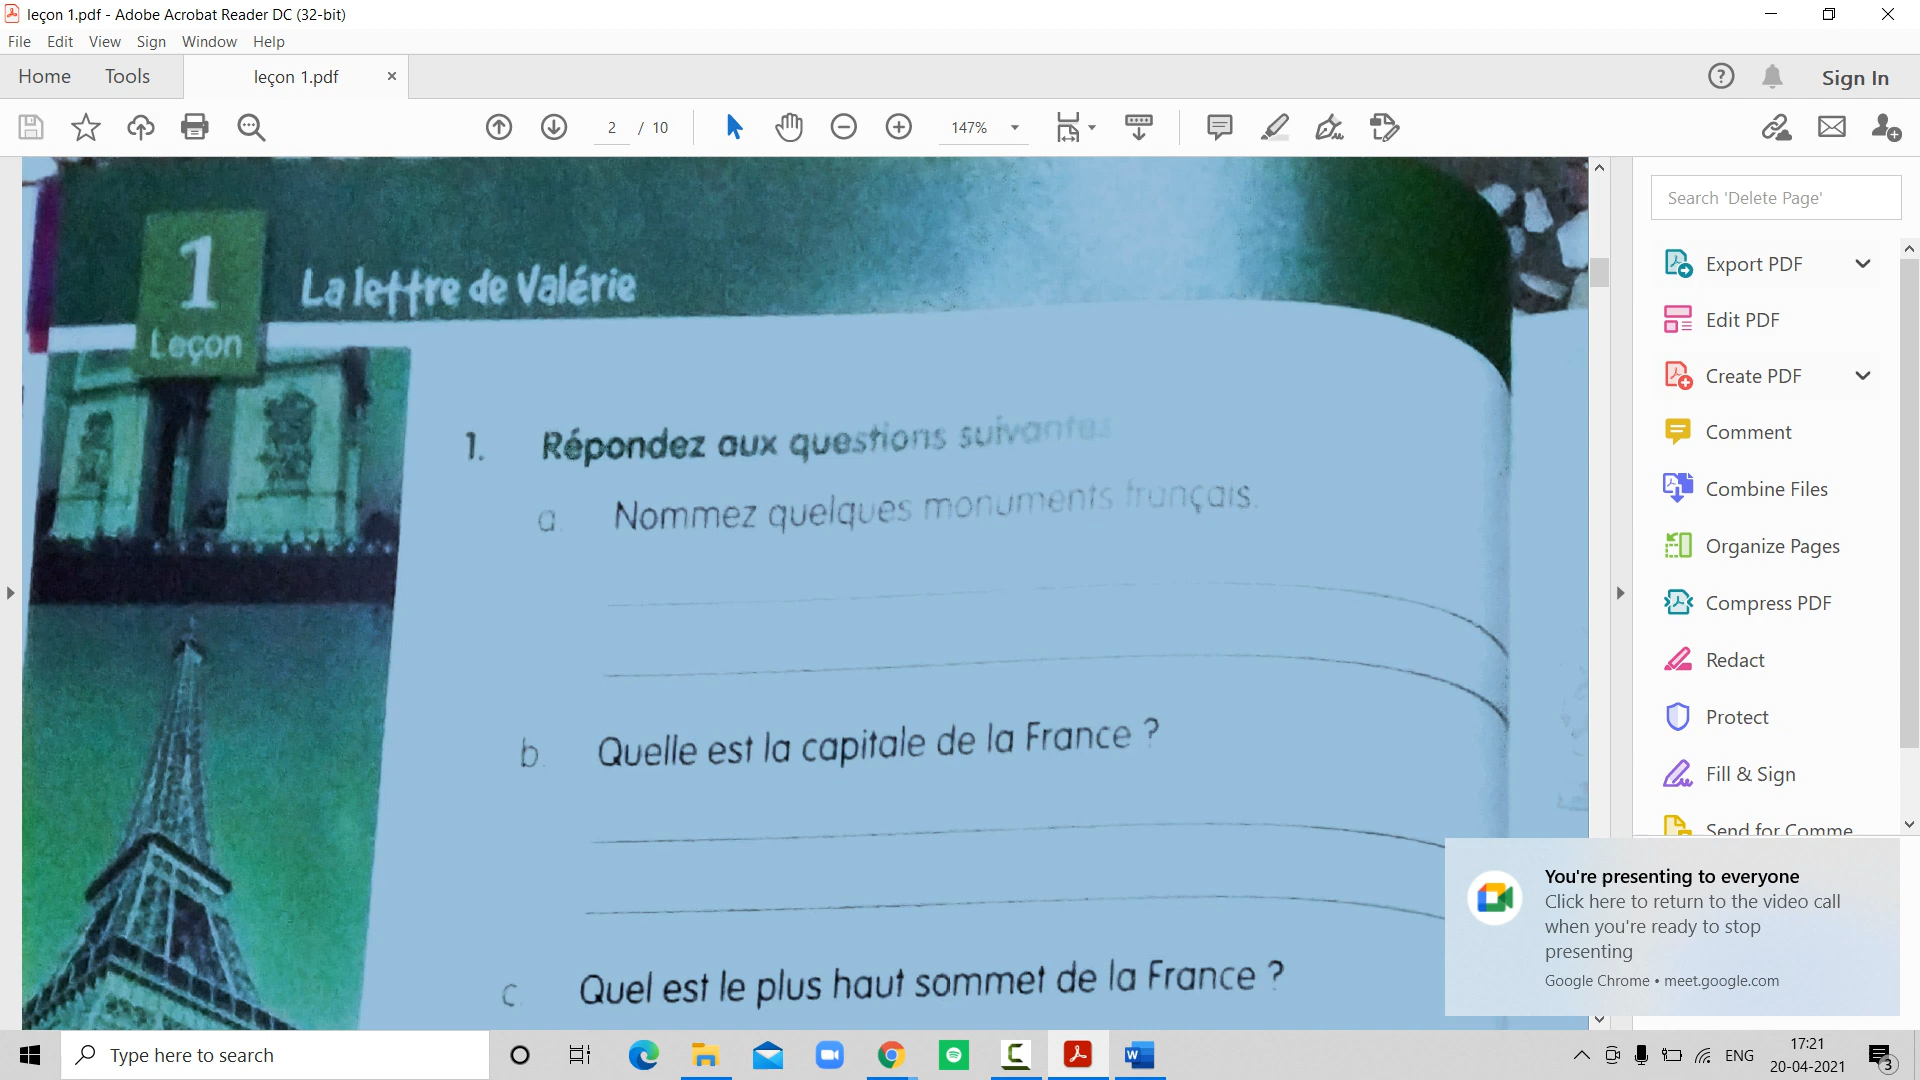 leçon 1.pdf - Adobe Acrobat Reader DC (32-bit)
File Edit View Sign Window Help
Home Tools leçon 1.pdf Sign In
2 / 10 147%
Search 'Delete Page'
Export PDF
Edit PDF
Create PDF
Comment
Combine Files
Organize Pages
Compress PDF
Redact
Protect
Fill & Sign
Send for Comme
1
Leçon
La lettre de Valérie
1. Répondez aux questions suivantes
a. Nommez quelques monuments français.
b. Quelle est la capitale de la France ?
c. Quel est le plus haut sommet de la France ?
You're presenting to everyone
Click here to return to the video call
when you're ready to stop
presenting
Google Chrome • meet.google.com
Type here to search
ENG
17:21
20-04-2021
3